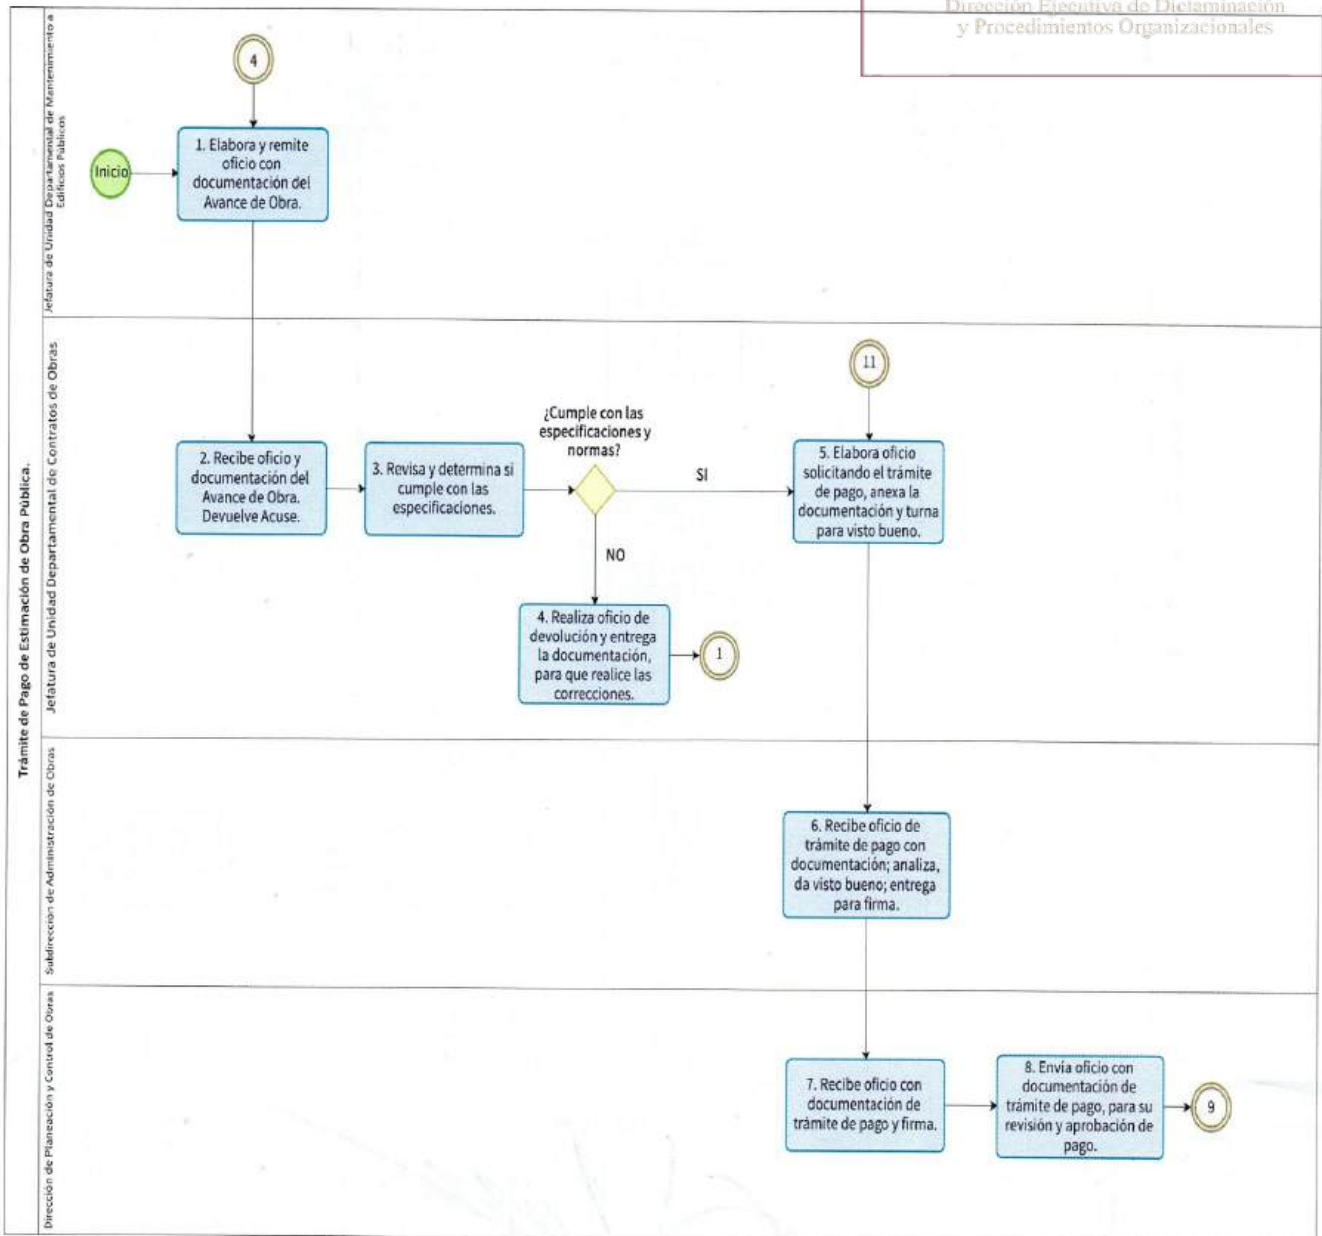 Dirección Ejecutiva de Dictaminación
y Procedimientos Organizacionales
Trámite de Pago de Estimación de Obra Pública.
Jefatura de Unidad Departamental de Mantenimiento a
Edificios Públicos
4
Inicio
1. Elabora y remite
oficio con
documentación del
Avance de Obra.
Jefatura de Unidad Departamental de Contratos de Obras
2. Recibe oficio y
documentación del
Avance de Obra.
Devuelve Acuse.
3. Revisa y determina si
cumple con las
especificaciones.
¿Cumple con las
especificaciones y
normas?
SI
NO
4. Realiza oficio de
devolución y entrega
la documentación,
para que realice las
correcciones.
1
11
5. Elabora oficio
solicitando el trámite
de pago, anexa la
documentación y turna
para visto bueno.
Subdirección de Administración de Obras
6. Recibe oficio de
trámite de pago con
documentación; analiza,
da visto bueno; entrega
para firma.
Dirección de Planeación y Control de Obras
7. Recibe oficio con
documentación de
trámite de pago y firma.
8. Envía oficio con
documentación de
trámite de pago, para su
revisión y aprobación de
pago.
9